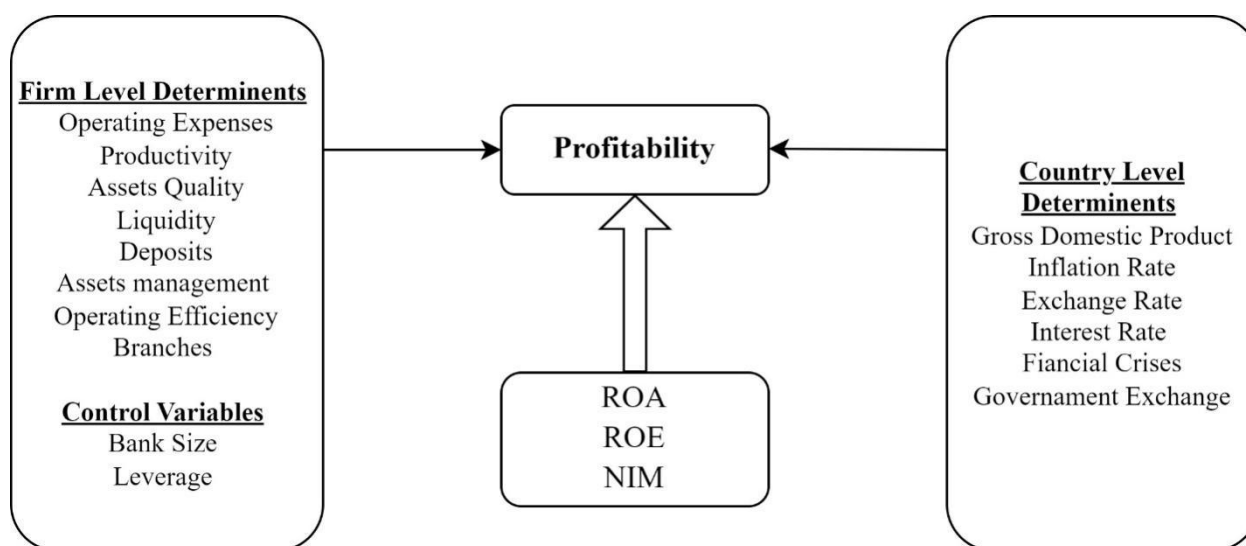 Firm Level Determinents
Operating Expenses
Productivity
Assets Quality
Liquidity
Deposits
Assets management
Operating Efficiency
Branches
Control Variables
Bank Size
Leverage
Profitability
ROA
ROE
NIM
Country Level
Determinents
Gross Domestic Product
Inflation Rate
Exchange Rate
Interest Rate
Fiancial Crises
Governament Exchange